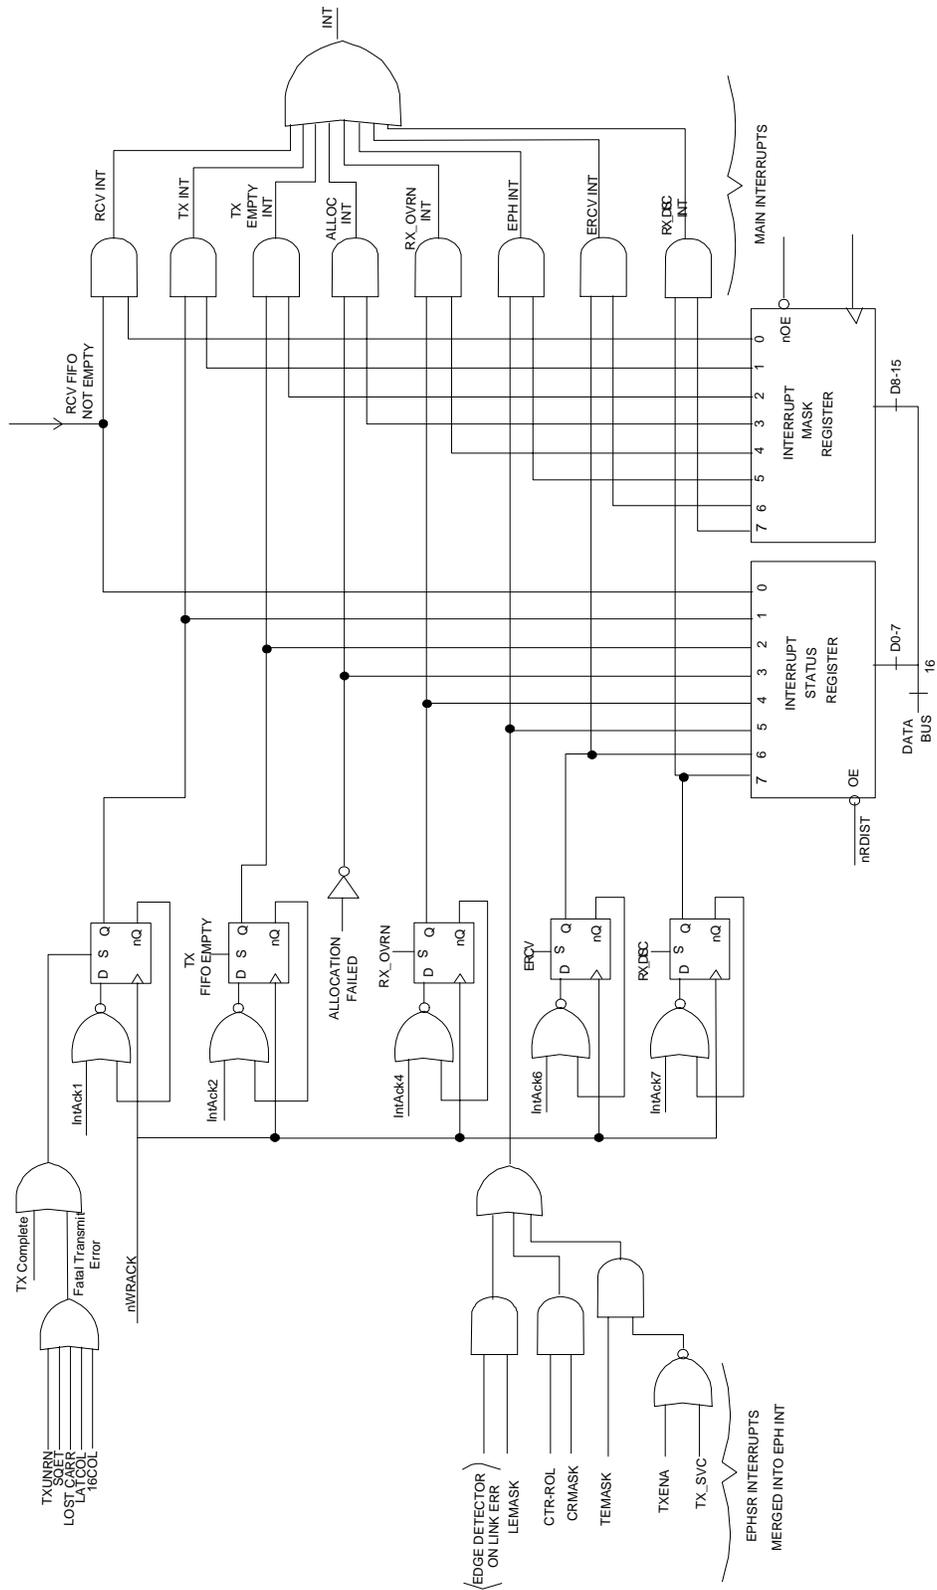 INT
RCV INT
TX INT
TX
EMPTY
INT
ALLOC
INT
RX_OVRN
INT
EPH INT
ERCV INT
RX_DSC
INT
MAIN INTERRUPTS
RCV FIFO
NOT EMPTY
0
1
2
3
4
5
6
7
nOE
INTERRUPT
MASK
REGISTER
D8-15
0
1
2
3
4
5
6
7
INTERRUPT
STATUS
REGISTER
OE
nRDIST
D0-7
16
DATA
BUS
D
S
Q
nQ
IntAck1
TX
FIFO EMPTY
D
S
Q
nQ
IntAck2
ALLOCATION
FAILED
RX_OVRN
D
S
Q
nQ
IntAck4
ERCV
D
S
Q
nQ
IntAck6
RX_DSC
D
S
Q
nQ
IntAck7
TX Complete
Fatal Transmit
Error
nWRACK
TXUNRN
SQET
LOST CARR
LATCOL
16COL
EDGE DETECTOR
ON LINK ERR
LEMASK
CTR-ROL
CRMASK
TEMASK
TXENA
TX_SVC
EPHSR INTERRUPTS
MERGED INTO EPH INT